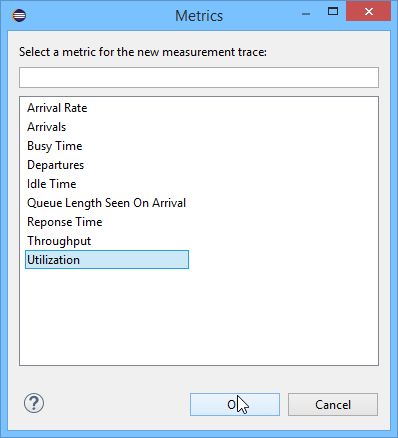 Metrics
Select a metric for the new measurement trace:
Arrival Rate
Arrivals
Busy Time
Departures
Idle Time
Queue Length Seen On Arrival
Reponse Time
Throughput
Utilization
?
Cancel